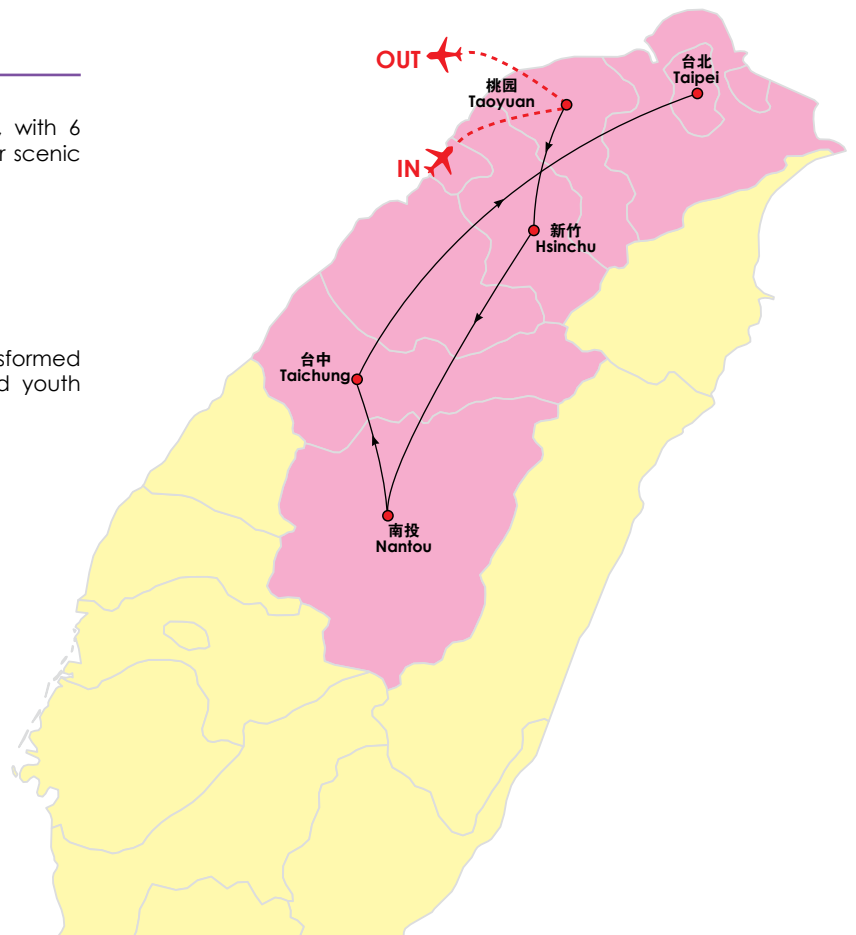 , with 6
r scenic
sformed
d youth
OUT
IN
桃园
Taoyuan
台北
Taipei
新竹
Hsinchu
台中
Taichung
南投
Nantou